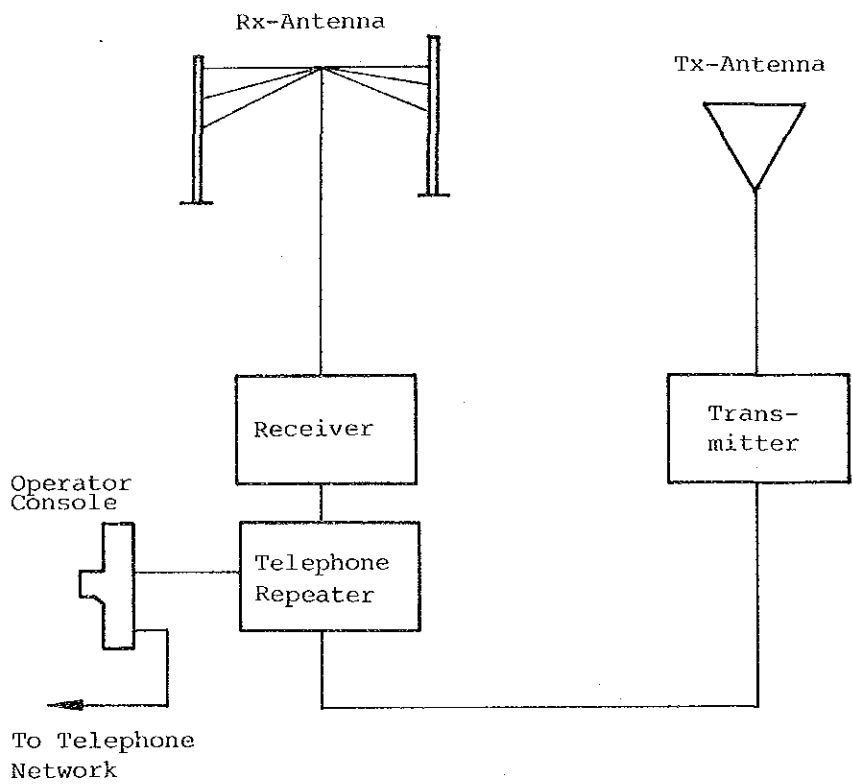 Rx-Antenna
Tx-Antenna
Receiver
Trans-
mitter
Operator
Console
Telephone
Repeater
To Telephone
Network